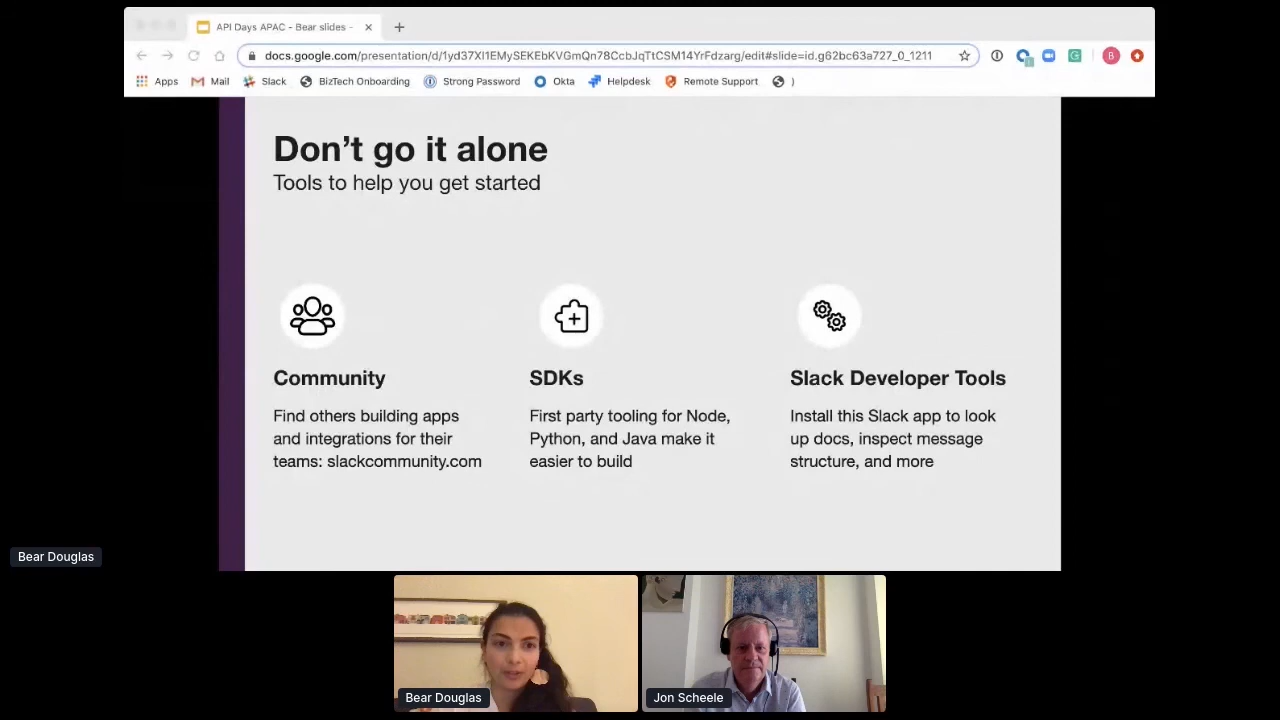 API Days APAC - Bear slides -
docs.google.com/presentation/d/1yd37Xl1EMySEKEbKVGmQn78CcbJqTtCSM14YrFdzarg/edit#slide=id.g62bc63a727_0_1211
B
Apps Mail Slack BizTech Onboarding Strong Password Okta Helpdesk Remote Support )
Don't go it alone
Tools to help you get started
Community
Find others building apps
and integrations for their
teams: slackcommunity.com
SDKs
First party tooling for Node,
Python, and Java make it
easier to build
Slack Developer Tools
Install this Slack app to look
up docs, inspect message
structure, and more
Bear Douglas
Bear Douglas
Jon Scheele